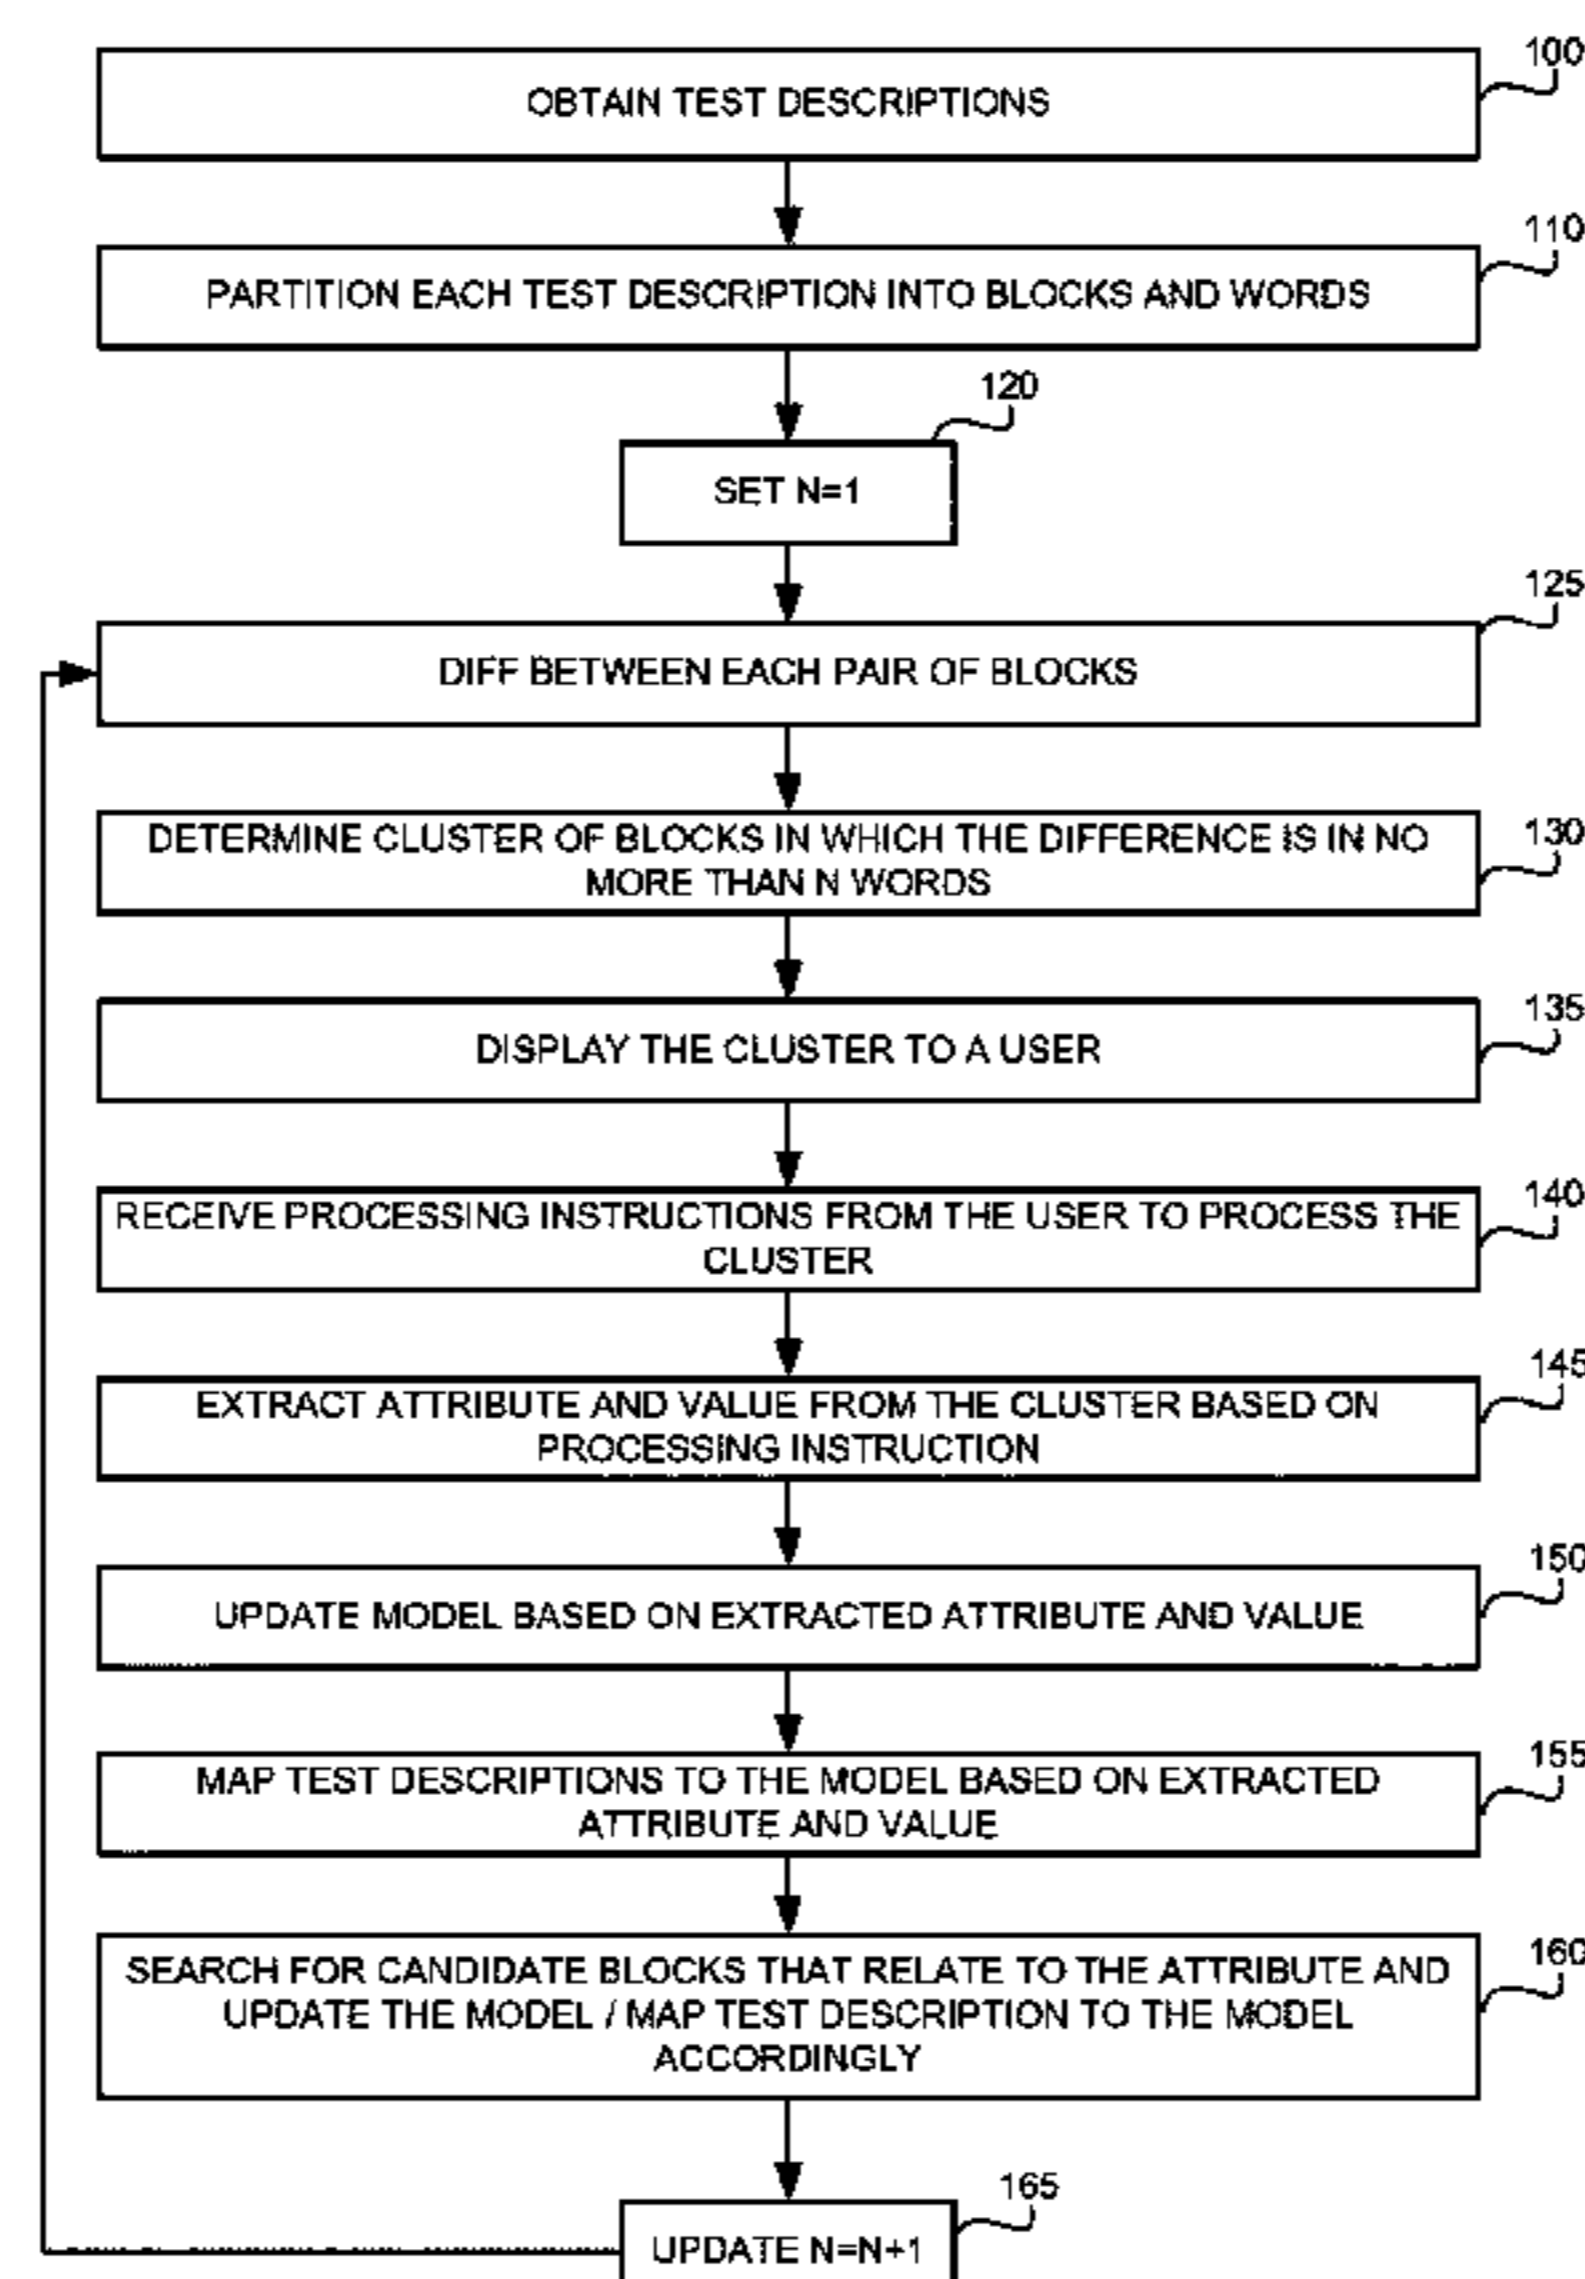 100
OBTAIN TEST DESCRIPTIONS
110
PARTITION EACH TEST DESCRIPTION INTO BLOCKS AND WORDS
120
SET N=1
125
DIFF BETWEEN EACH PAIR OF BLOCKS
130
DETERMINE CLUSTER OF BLOCKS IN WHICH THE DIFFERENCE IS IN NO
MORE THAN N WORDS
135
DISPLAY THE CLUSTER TO A USER
140
RECEIVE PROCESSING INSTRUCTIONS FROM THE USER TO PROCESS THE
CLUSTER
145
EXTRACT ATTRIBUTE AND VALUE FROM THE CLUSTER BASED ON
PROCESSING INSTRUCTION
150
UPDATE MODEL BASED ON EXTRACTED ATTRIBUTE AND VALUE
155
MAP TEST DESCRIPTIONS TO THE MODEL BASED ON EXTRACTED
ATTRIBUTE AND VALUE
160
SEARCH FOR CANDIDATE BLOCKS THAT RELATE TO THE ATTRIBUTE AND
UPDATE THE MODEL / MAP TEST DESCRIPTION TO THE MODEL
ACCORDINGLY
165
UPDATE N=N+1